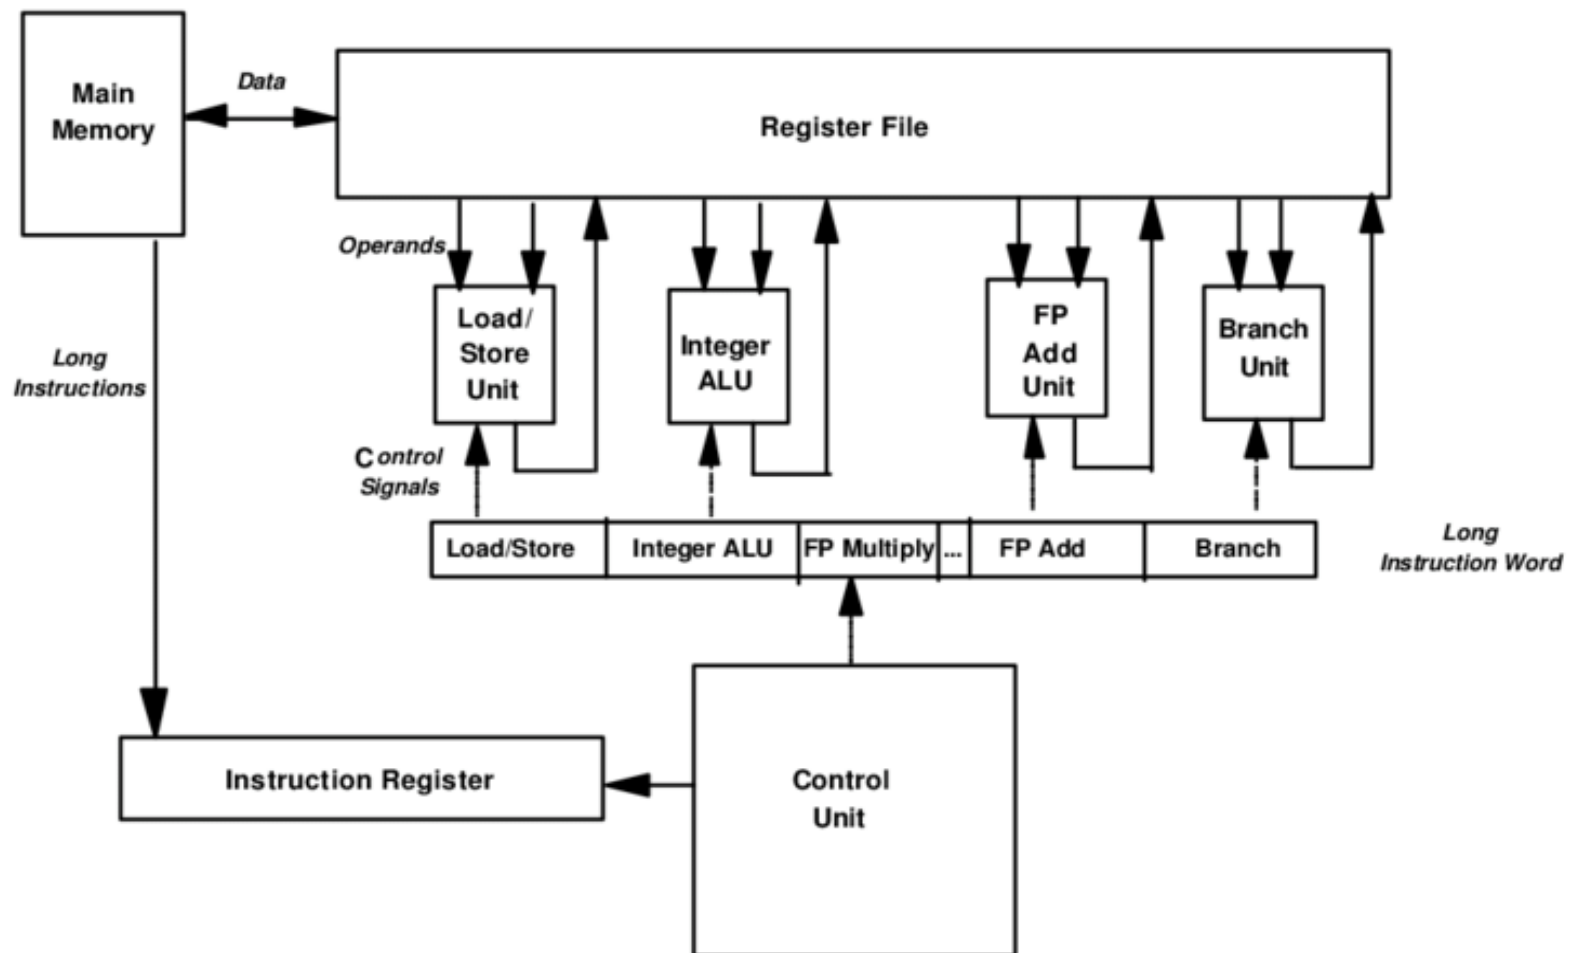 Main
Memory
Data
Register File
Operands
Load/
Store
Unit
Integer
ALU
FP
Add
Unit
Branch
Unit
Long
Instructions
Control
Signals
Load/Store
Integer ALU
FP Multiply
...
FP Add
Branch
Long
Instruction Word
Instruction Register
Control
Unit